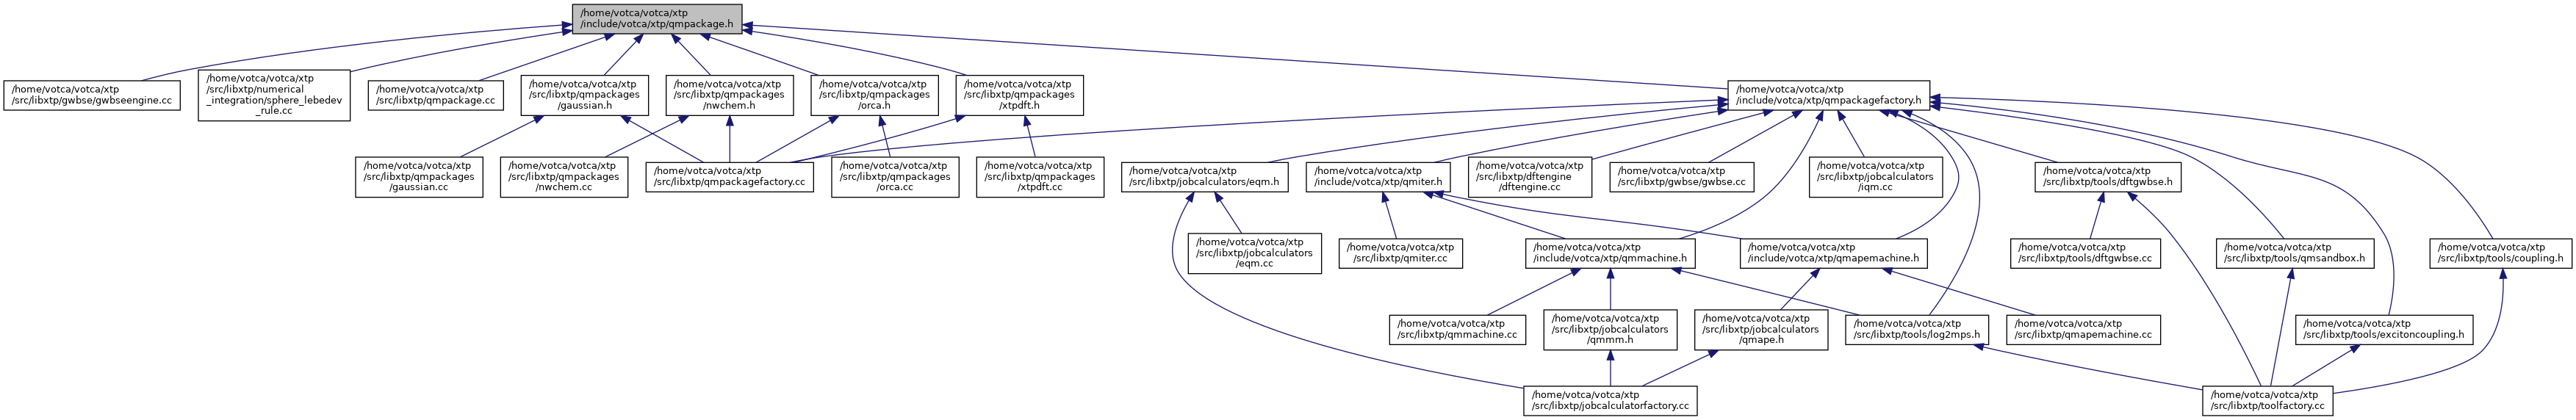 /home/votca/votca/xtp
/include/votca/xtp/qmpackage.h
/home/votca/votca/xtp
/src/libxtp/gwbse/gwbseengine.cc
/home/votca/votca/xtp
/src/libxtp/numerical
_integration/sphere_lebedev
_rule.cc
/home/votca/votca/xtp
/src/libxtp/qmpackage.cc
/home/votca/votca/xtp
/src/libxtp/qmpackages
/gaussian.h
/home/votca/votca/xtp
/src/libxtp/qmpackages
/nwchem.h
/home/votca/votca/xtp
/src/libxtp/qmpackages
/orca.h
/home/votca/votca/xtp
/src/libxtp/qmpackages
/xtpdft.h
/home/votca/votca/xtp
/include/votca/xtp/qmpackagefactory.h
/home/votca/votca/xtp
/src/libxtp/qmpackages
/gaussian.cc
/home/votca/votca/xtp
/src/libxtp/qmpackages
/nwchem.cc
/home/votca/votca/xtp
/src/libxtp/qmpackagefactory.cc
/home/votca/votca/xtp
/src/libxtp/qmpackages
/orca.cc
/home/votca/votca/xtp
/src/libxtp/qmpackages
/xtpdft.cc
/home/votca/votca/xtp
/src/libxtp/jobcalculators/eqm.h
/home/votca/votca/xtp
/include/votca/xtp/qmiter.h
/home/votca/votca/xtp
/src/libxtp/dftengine
/dftengine.cc
/home/votca/votca/xtp
/src/libxtp/gwbse/gwbse.cc
/home/votca/votca/xtp
/src/libxtp/jobcalculators
/iqm.cc
/home/votca/votca/xtp
/src/libxtp/tools/dftgwbse.h
/home/votca/votca/xtp
/src/libxtp/jobcalculators
/eqm.cc
/home/votca/votca/xtp
/src/libxtp/qmiter.cc
/home/votca/votca/xtp
/include/votca/xtp/qmmachine.h
/home/votca/votca/xtp
/include/votca/xtp/qmapemachine.h
/home/votca/votca/xtp
/src/libxtp/tools/dftgwbse.cc
/home/votca/votca/xtp
/src/libxtp/tools/qmsandbox.h
/home/votca/votca/xtp
/src/libxtp/tools/coupling.h
/home/votca/votca/xtp
/src/libxtp/qmmachine.cc
/home/votca/votca/xtp
/src/libxtp/jobcalculators
/qmmm.h
/home/votca/votca/xtp
/src/libxtp/jobcalculators
/qmape.h
/home/votca/votca/xtp
/src/libxtp/tools/log2mps.h
/home/votca/votca/xtp
/src/libxtp/qmapemachine.cc
/home/votca/votca/xtp
/src/libxtp/tools/excitoncoupling.h
/home/votca/votca/xtp
/src/libxtp/jobcalculatorfactory.cc
/home/votca/votca/xtp
/src/libxtp/toolfactory.cc